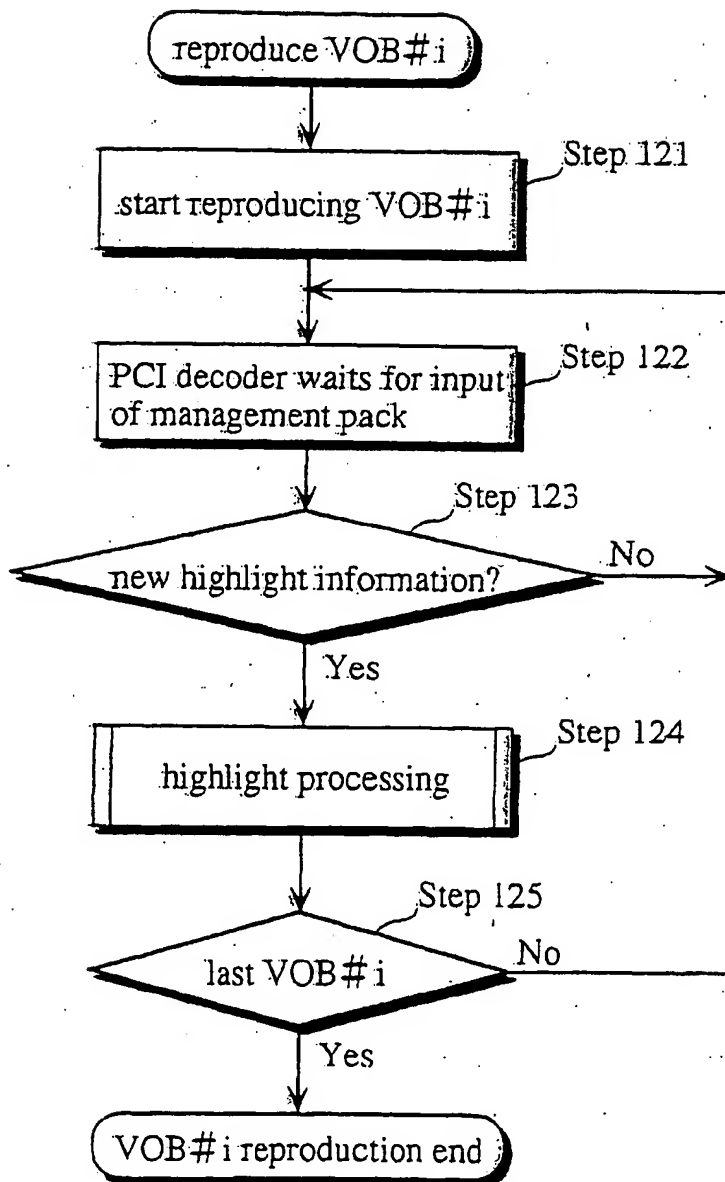 reproduce VOB#i
Step 121
start reproducing VOB#i
Step 122
PCI decoder waits for input
of management pack
Step 123
new highlight information?
No
Yes
Step 124
highlight processing
Step 125
last VOB#i
No
Yes
VOB#i reproduction end